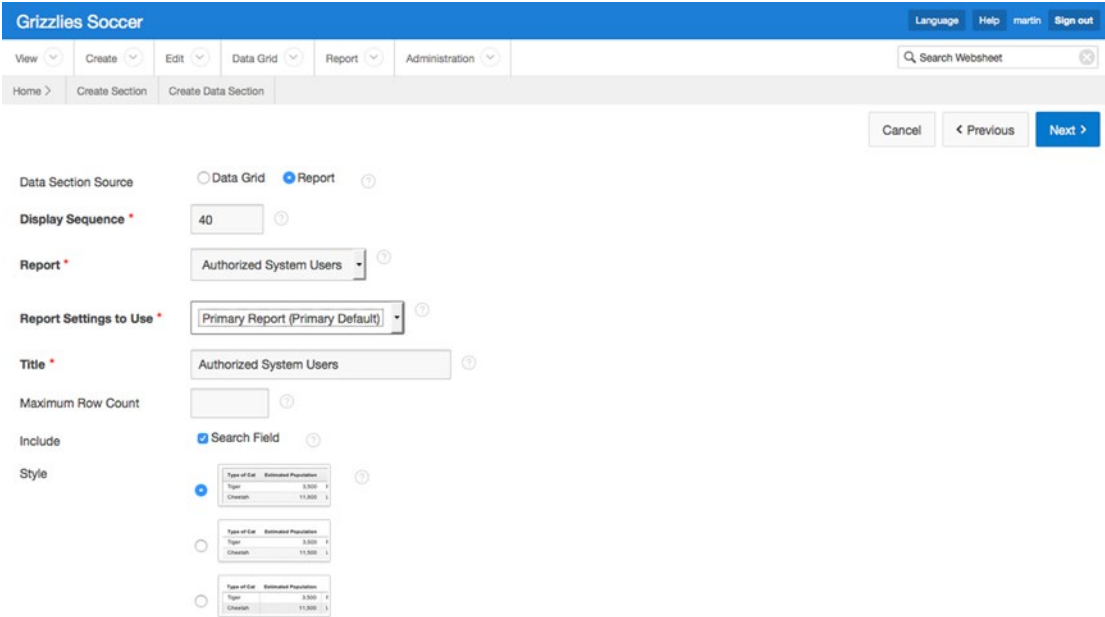 Grizzlies Soccer
Language Help martin Sign out
View Create Edit Data Grid Report Administration
Search Websheet
Home > Create Section Create Data Section
Cancel < Previous Next >
Data Section Source Data Grid Report ?
Display Sequence * 40 ?
Report * Authorized System Users ?
Report Settings to Use * Primary Report (Primary Default) ?
Title * Authorized System Users ?
Maximum Row Count ?
Include Search Field ?
Style ?
Type of Cat Estimated Population
Tiger 3,500
Cheetah 11,500
Type of Cat Estimated Population
Tiger 3,500
Cheetah 11,500
Type of Cat Estimated Population
Tiger 3,500
Cheetah 11,500